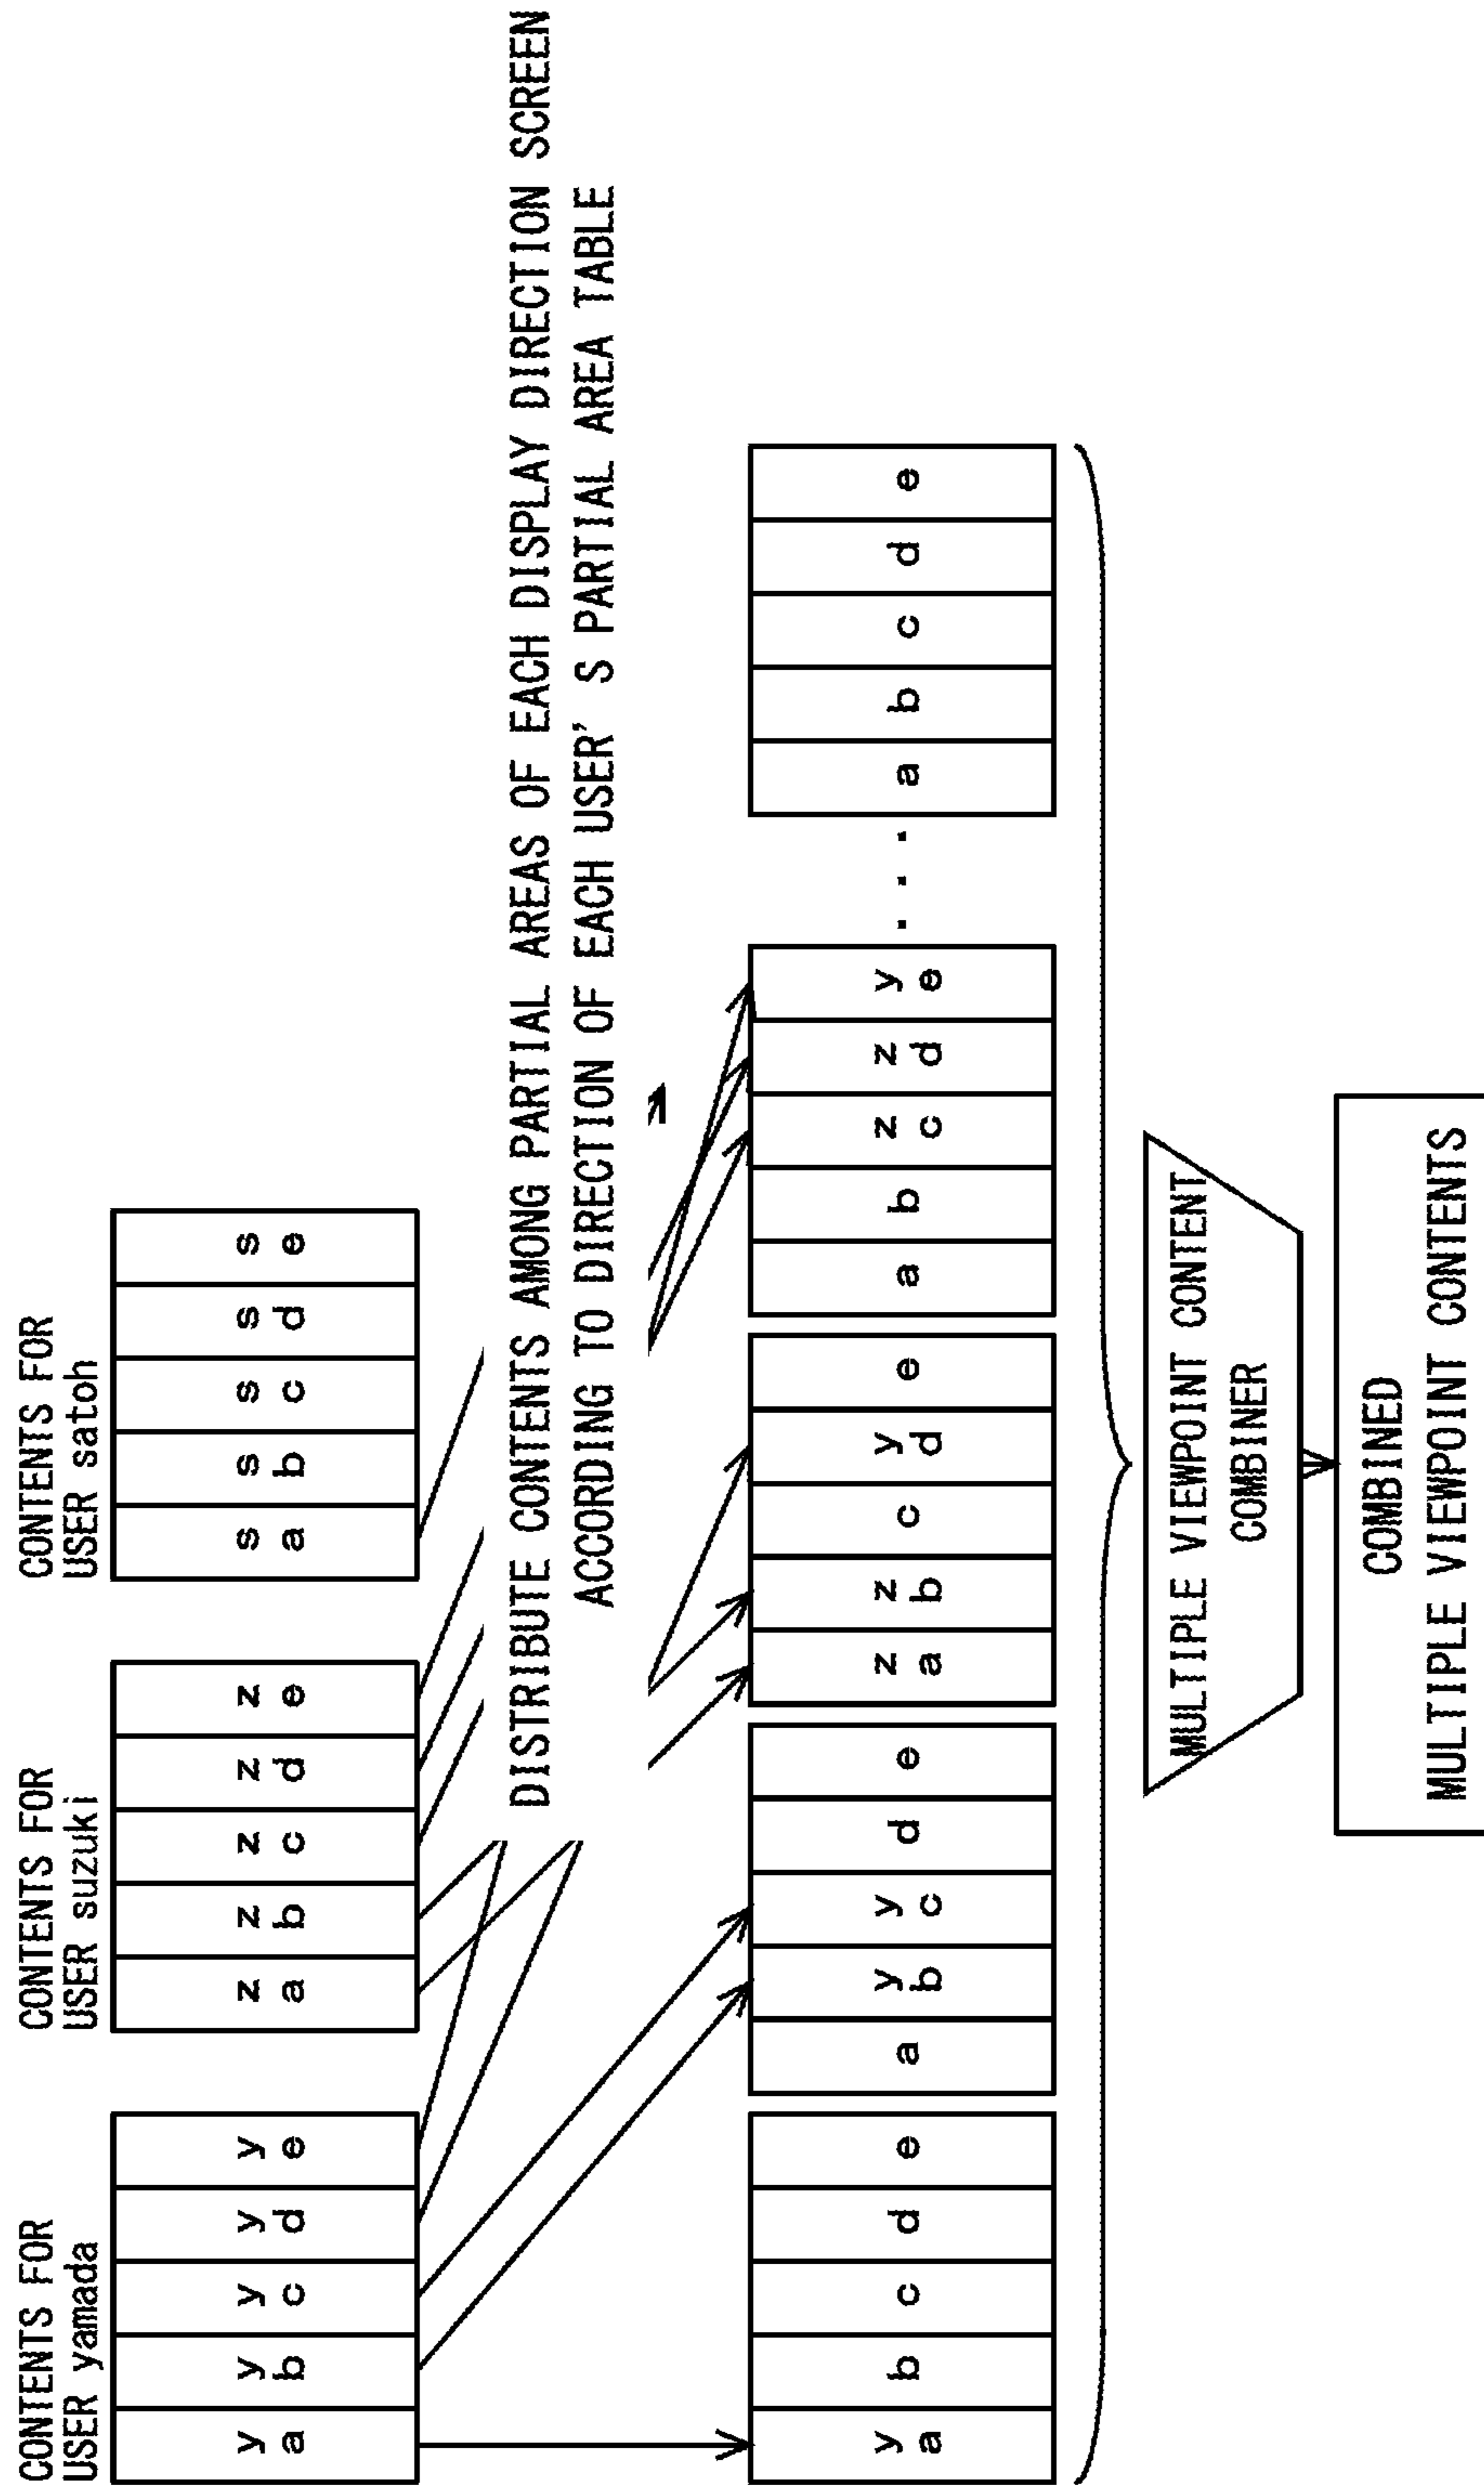 CONTENTS FOR
USER yamada
CONTENTS FOR
USER suzuki
CONTENTS FOR
USER satoh
y y y y y
a b c d e
z z z z z
a b c d e
s s s s s
a b c d e
DISTRIBUTE CONTENTS AMONG PARTIAL AREAS OF EACH DISPLAY DIRECTION SCREEN
ACCORDING TO DIRECTION OF EACH USER' S PARTIAL AREA TABLE
y
a b c d e
y y
a b c d e
z z y
a b c d e
z z y
a b c d e
. . .
a b c d e
MULTIPLE VIEWPOINT CONTENT
COMBINER
COMBINED
MULTIPLE VIEWPOINT CONTENTS